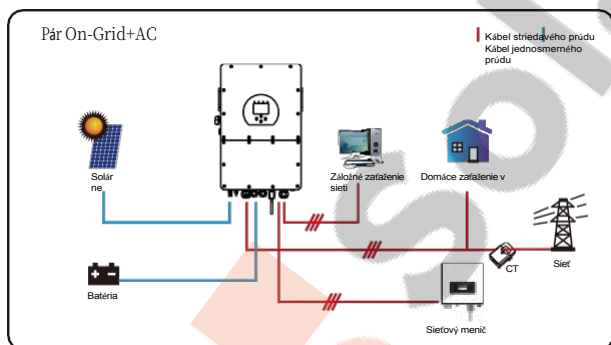 Pár On-Grid+AC
Kábel striedavého prúdu
Kábel jednosmerného
prúdu
Solár
ne
Záložné zaťaženie
sieti
Domáce zaťaženie v
CT
Sieť
Batéria
Sieťový menič